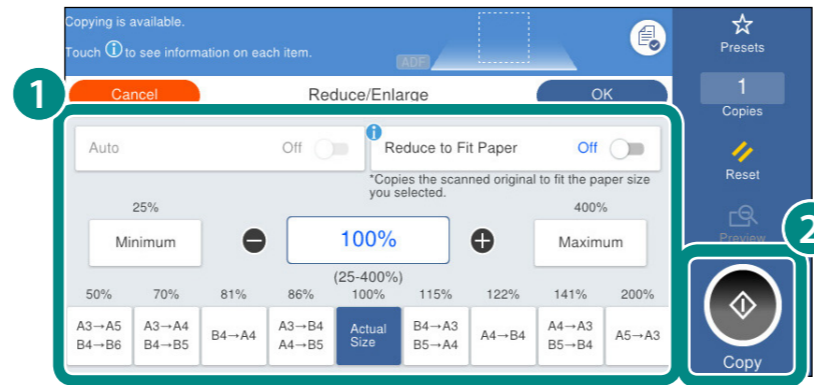 Copying is available.
Touch i to see information on each item.
ADF
Presets
1
Cancel
Reduce/Enlarge
OK
1
Copies
Auto
Off
i
Reduce to Fit Paper
Off
*Copies the scanned original to fit the paper size
you selected.
Reset
25%
400%
Minimum
100%
Maximum
Preview
2
(25-400%)
50% 70% 81% 86% 100% 115% 122% 141% 200%
A3→A5 A3→A4 B4→A4 A3→B4 Actual B4→A3 A4→B4 A4→A3 A5→A3
B4→B6 B4→B5 A4→B5 Size B5→A4 B5→B4
Copy